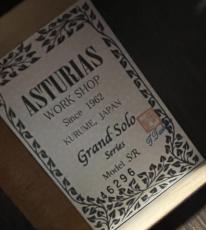 ASTURIAS
WORK SHOP
Since 1962
KURUME, JAPAN
Grand Solo
Series
Model S/R
16296